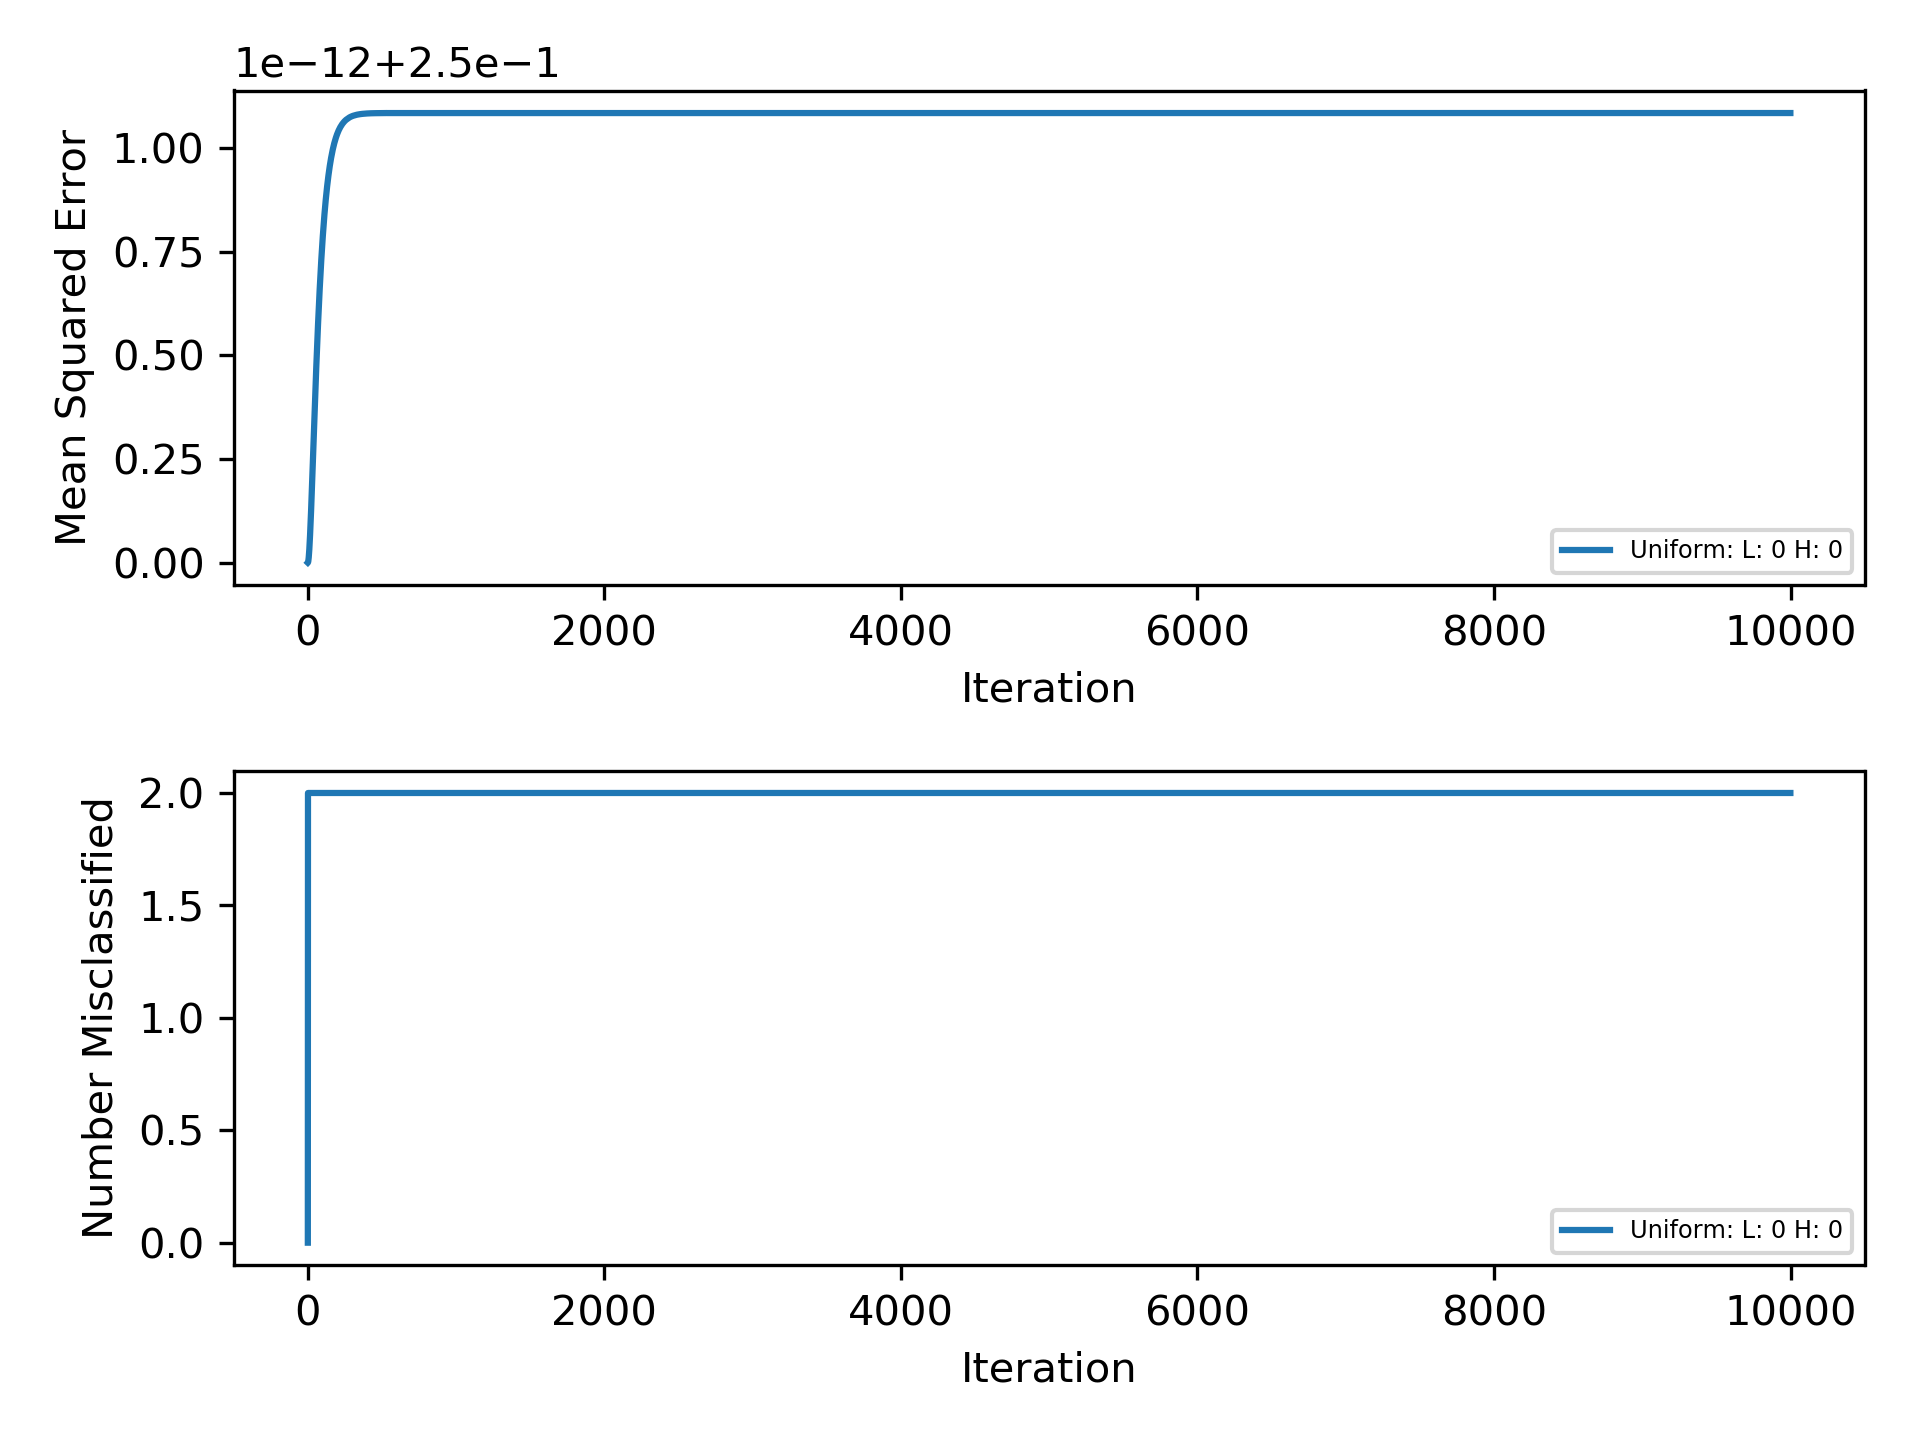 1e−12+2.5e−1
Mean Squared Error
1.00
0.75
0.50
0.25
0.00
Uniform: L: 0 H: 0
0 2000 4000 6000 8000 10000
Iteration
Number Misclassified
2.0
1.5
1.0
0.5
0.0
Uniform: L: 0 H: 0
0 2000 4000 6000 8000 10000
Iteration